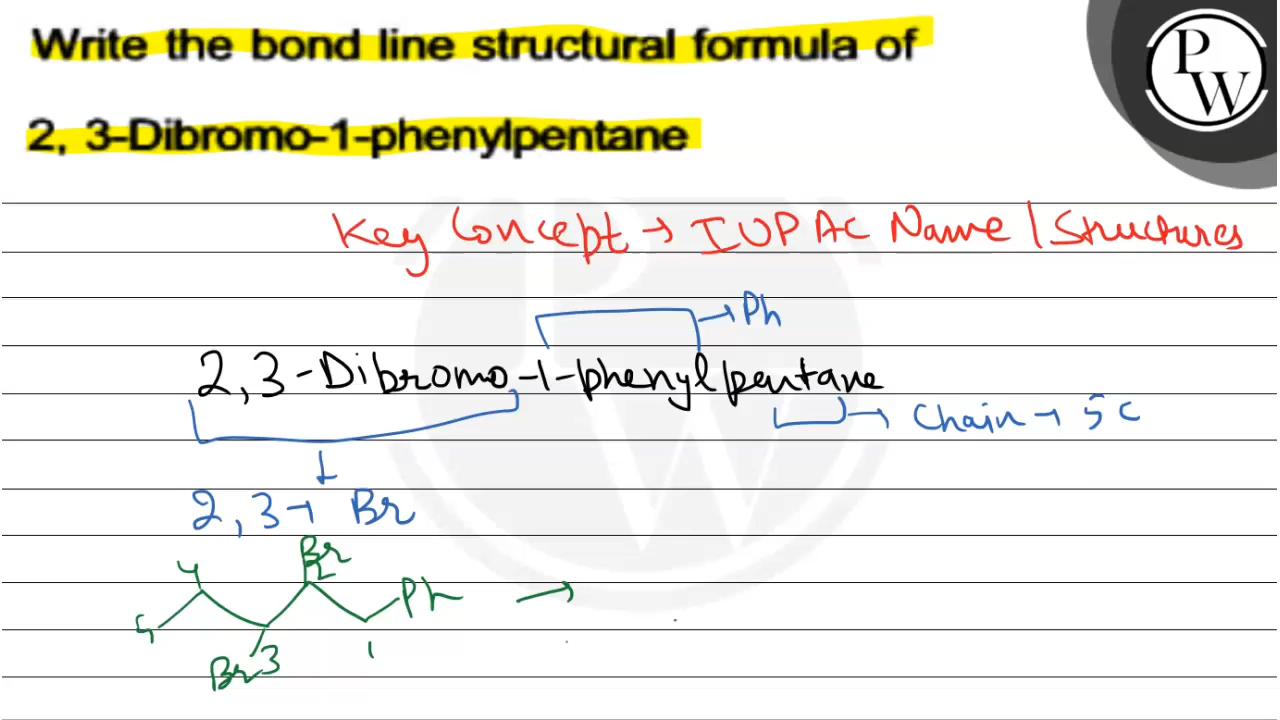 Write the bond line structural formula of
2, 3-Dibromo-1-phenylpentane
PW
Key Concept → IUPAC Name / Structures
→ Ph
2,3-Dibromo-1-phenylpentane
→ Chain → 5C
2,3 → Br
Br
4 2 Ph →
5
Br 3 1